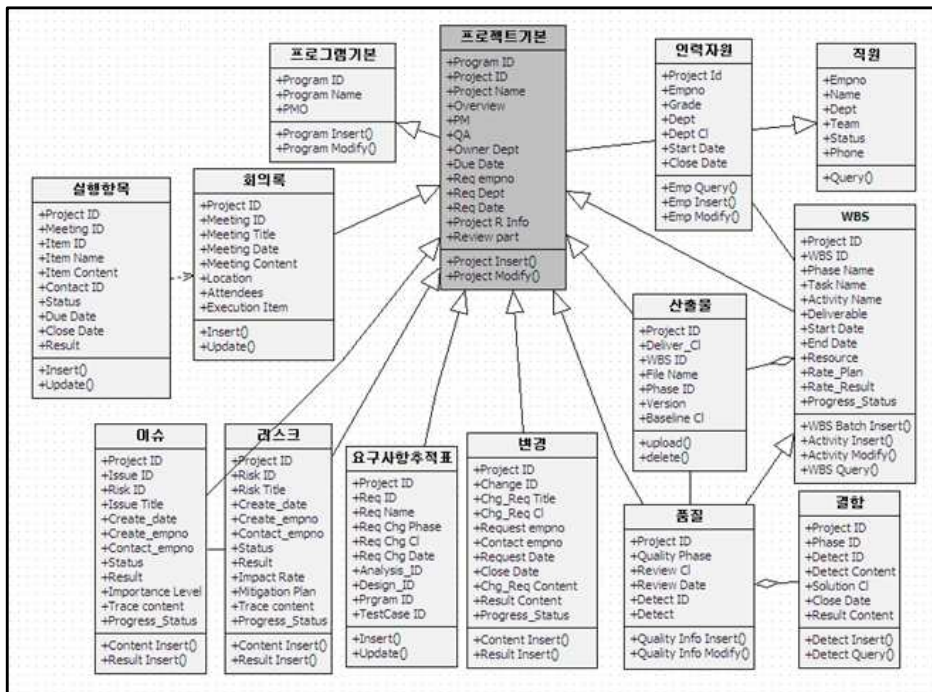 프로그램기본
+Program ID
+Program Name
+PMO
+Program Insert()
+Program Modify()
프로젝트기본
+Program ID
+Project ID
+Project Name
+Overview
+PM
+QA
+Owner Dept
+Due Date
+Req empno
+Req Dept
+Req Date
+Project R Info
+Review part
+Project Insert()
+Project Modify()
인력자원
+Project Id
+Empno
+Grade
+Dept
+Dept Cl
+Start Date
+Close Date
+Emp Query()
+Emp Insert()
+Emp Modify()
직원
+Empno
+Name
+Dept
+Team
+Status
+Phone
+Query()
실행항목
+Project ID
+Meeting ID
+Item ID
+Item Name
+Item Content
+Contact ID
+Status
+Due Date
+Close Date
+Result
+Insert()
+Update()
회의록
+Project ID
+Meeting ID
+Meeting Title
+Meeting Date
+Meeting Content
+Location
+Attendees
+Execution Item
+Insert()
+Update()
산출물
+Project ID
+Deliver_Cl
+WBS ID
+File Name
+Phase ID
+Version
+Baseline Cl
+upload()
+delete()
WBS
+Project ID
+WBS ID
+Phase Name
+Task Name
+Activity Name
+Deliverable
+Start Date
+End Date
+Resource
+Rate_Plan
+Rate_Result
+Progress_Status
+WBS Batch Insert()
+Activity Insert()
+Activity Modify()
+WBS Query()
이슈
+Project ID
+Issue ID
+Risk ID
+Issue Title
+Create_date
+Create_empno
+Contact_empno
+Status
+Result
+Importance Level
+Trace content
+Progress_Status
+Content Insert()
+Result Insert()
리스크
+Project ID
+Risk ID
+Risk Title
+Create_date
+Create_empno
+Contact_empno
+Status
+Result
+Impact Rate
+Mitigation Plan
+Trace content
+Progress_Status
+Content Insert()
+Result Insert()
요구사항추적표
+Project ID
+Req ID
+Req Name
+Req Chg Phase
+Req Chg Cl
+Req Chg Date
+Analysis_ID
+Design_ID
+Prgram ID
+TestCase ID
+Insert()
+Update()
변경
+Project ID
+Change ID
+Chg_Req Title
+Chg_Req Cl
+Request empno
+Contact empno
+Request Date
+Close Date
+Chg_Req Content
+Result Content
+Progress_Status
+Content Insert()
+Result Insert()
품질
+Project ID
+Quality Phase
+Review Cl
+Review Date
+Detect ID
+Detect
+Quality Info Insert()
+Quality Info Modify()
결함
+Project ID
+Phase ID
+Detect ID
+Detect Content
+Solution Cl
+Close Date
+Result Content
+Detect Insert()
+Detect Query()